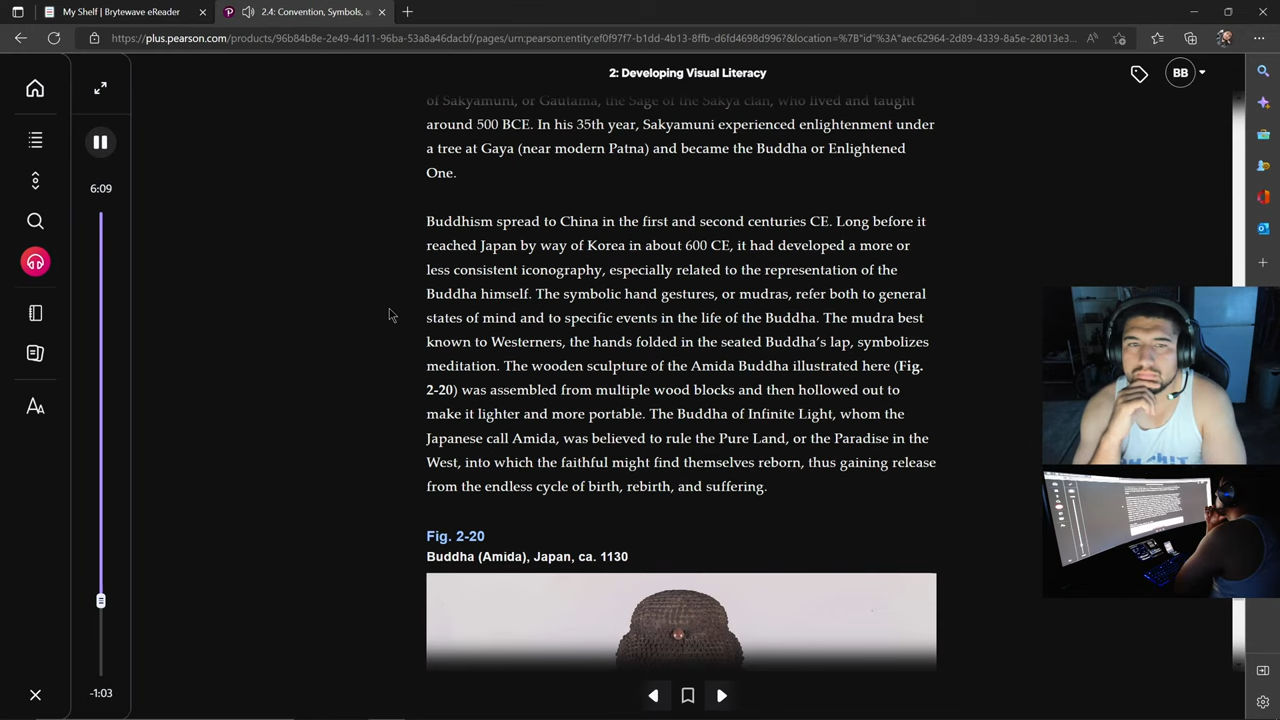 My Shelf | Brytewave eReader
2.4: Convention, Symbols, a
https://plus.pearson.com/products/96b84b8e-2e49-4d11-96ba-53a8a46dacbf/pages/urn:pearson:entity:ef0f97f7-b1dd-4b13-8ffb-d6fd4698d996?&location=%7B"id"%3A"aec62964-2d89-4339-8a5e-28013e3...
2: Developing Visual Literacy
BB
of Sakyamuni, or Gautama, the Sage of the Sakya clan, who lived and taught
around 500 BCE. In his 35th year, Sakyamuni experienced enlightenment under
a tree at Gaya (near modern Patna) and became the Buddha or Enlightened
One.
6:09
Buddhism spread to China in the first and second centuries CE. Long before it
reached Japan by way of Korea in about 600 CE, it had developed a more or
less consistent iconography, especially related to the representation of the
Buddha himself. The symbolic hand gestures, or mudras, refer both to general
states of mind and to specific events in the life of the Buddha. The mudra best
known to Westerners, the hands folded in the seated Buddha's lap, symbolizes
meditation. The wooden sculpture of the Amida Buddha illustrated here (Fig.
2-20) was assembled from multiple wood blocks and then hollowed out to
make it lighter and more portable. The Buddha of Infinite Light, whom the
Japanese call Amida, was believed to rule the Pure Land, or the Paradise in the
West, into which the faithful might find themselves reborn, thus gaining release
from the endless cycle of birth, rebirth, and suffering.
Fig. 2-20
Buddha (Amida), Japan, ca. 1130
-1:03